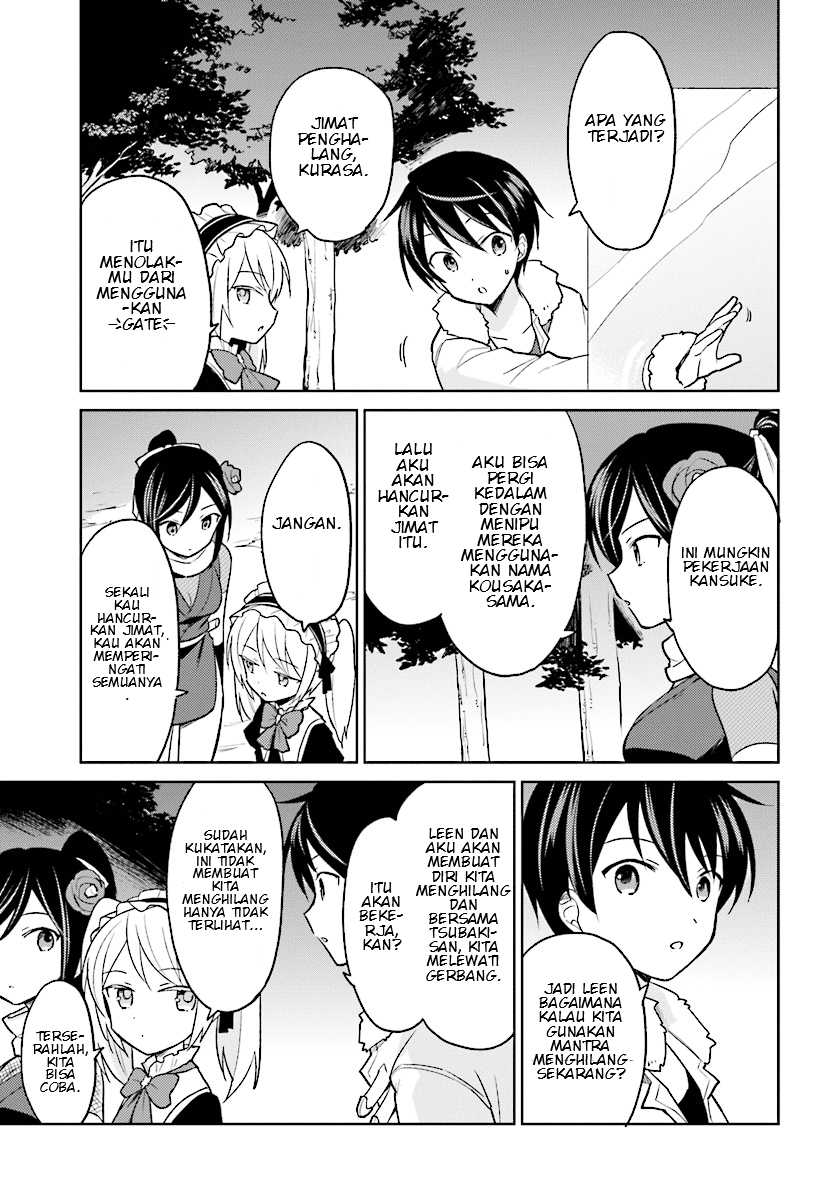 APA YANG
TERJADI?
JIMAT
PENGHA-
LANG,
KURASA.
ITU
MENOLAK-
MU DARI
MENGGUNA
-KAN
-GATE-
INI MUNGKIN
PEKERJAAN
KANSUKE.
AKU BISA
PERGI
KEDALAM
DENGAN
MENIPU
MEREKA
MENGGUNA-
KAN NAMA
KOUSAKA-
SAMA.
LALU
AKU
AKAN
HANCUR-
KAN
JIMAT
ITU.
JANGAN.
SEKALI
KAU
HANCUR-
KAN JIMAT,
KAU AKAN
MEMPERI-
NGATI
SEMUANYA
.
JADI LEEN
BAGAIMANA
KALAU KITA
GUNAKAN
MANTRA
MENGHILANG
SEKARANG?
LEEN DAN
AKU AKAN
MEMBUAT
DIRI KITA
MENGHILANG
DAN
BERSAMA
TSUBAKI-
SAN, KITA
MELEWATI
GERBANG.
ITU
AKAN
BEKE-
RJA,
KAN?
SUDAH
KUKATAKAN,
INI TIDAK
MEMBUAT
KITA
MENGHILANG
HANYA TIDAK
TERLIHAT...
TERSE-
RAHLAH,
KITA
BISA
COBA.